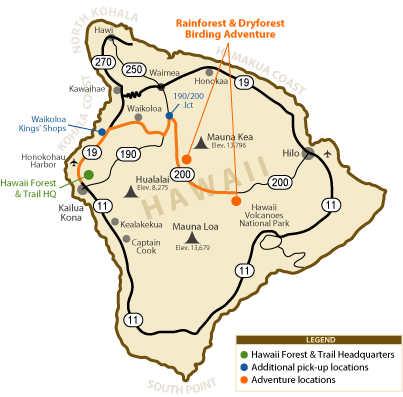 NORTH KOHALA
Rainforest & Dryforest
Birding Adventure
Hawi
270
250
Waimea
HAMAKUA COAST
Honokaa
Kawaihae
19
KOHALA COAST
Waikoloa
190/200
Jct
Waikoloa
Kings' Shops
Mauna Kea
Elev. 13,796
Honokohau
Harbor
19
190
Hilo
200
200
Hawaii Forest
& Trail HQ
Hualalai
Elev. 8,275
HAWAII
Kailua
Kona
11
11
Hawaii
Volcanoes
National Park
Kealakekua
Mauna Loa
Elev. 13,679
Captain
Cook
11
11
SOUTH POINT
LEGEND
Hawaii Forest & Trail Headquarters
Additional pick-up locations
Adventure locations